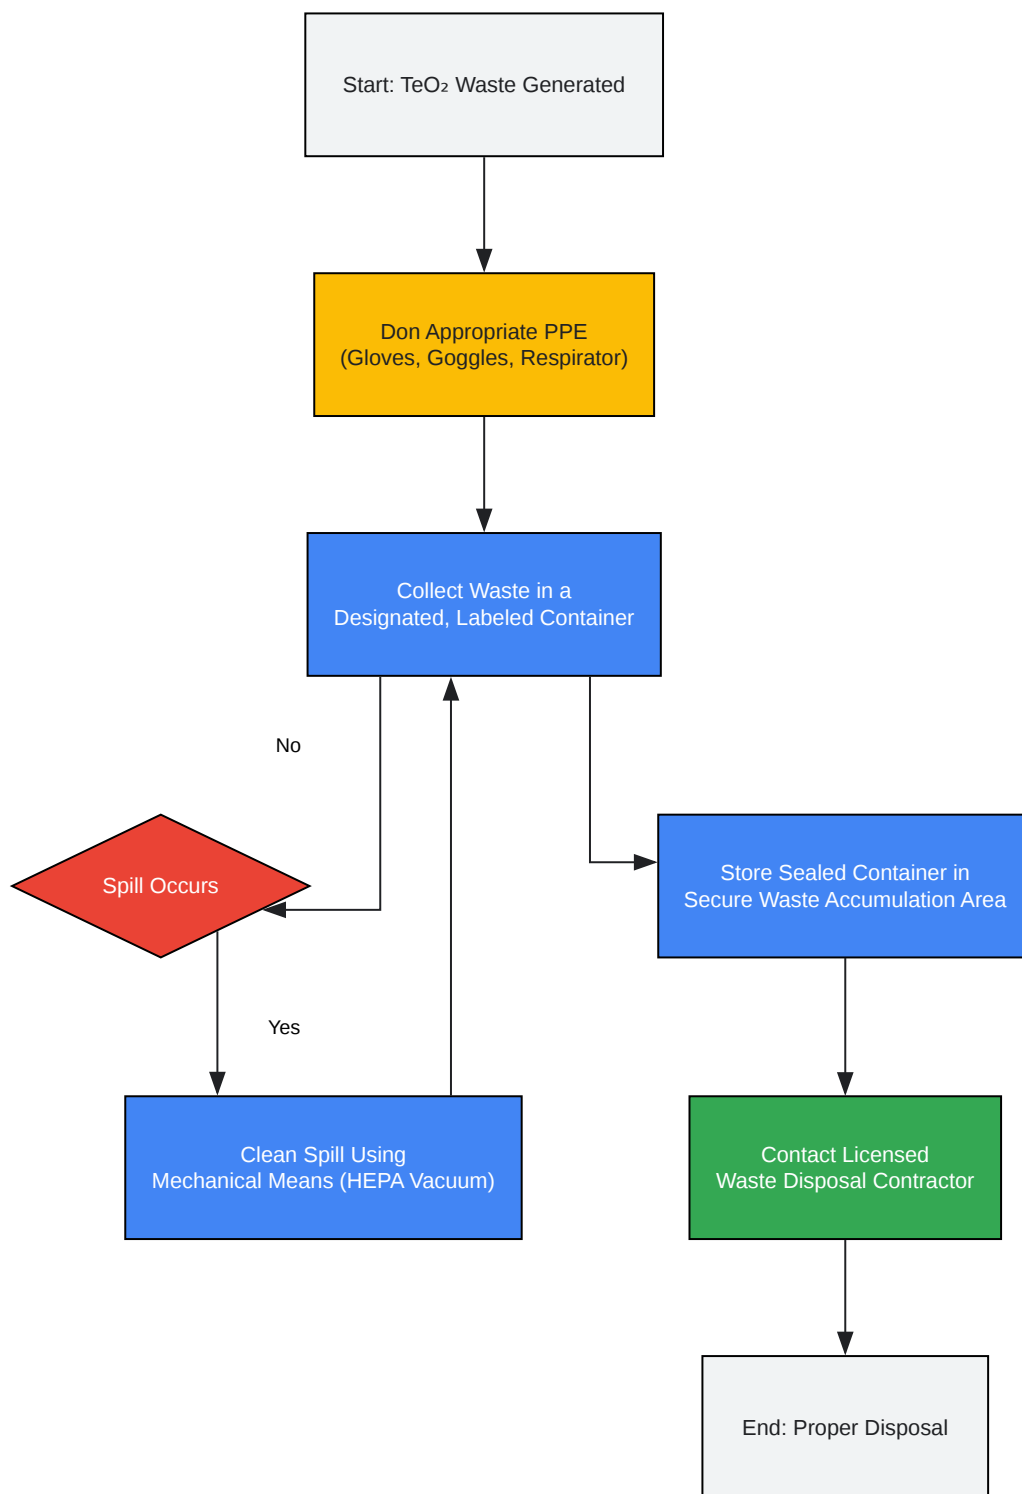 Start: TeO₂ Waste Generated
Don Appropriate PPE
(Gloves, Goggles, Respirator)
Collect Waste in a
Designated, Labeled Container
No
Spill Occurs
Store Sealed Container in
Secure Waste Accumulation Area
Yes
Clean Spill Using
Mechanical Means (HEPA Vacuum)
Contact Licensed
Waste Disposal Contractor
End: Proper Disposal